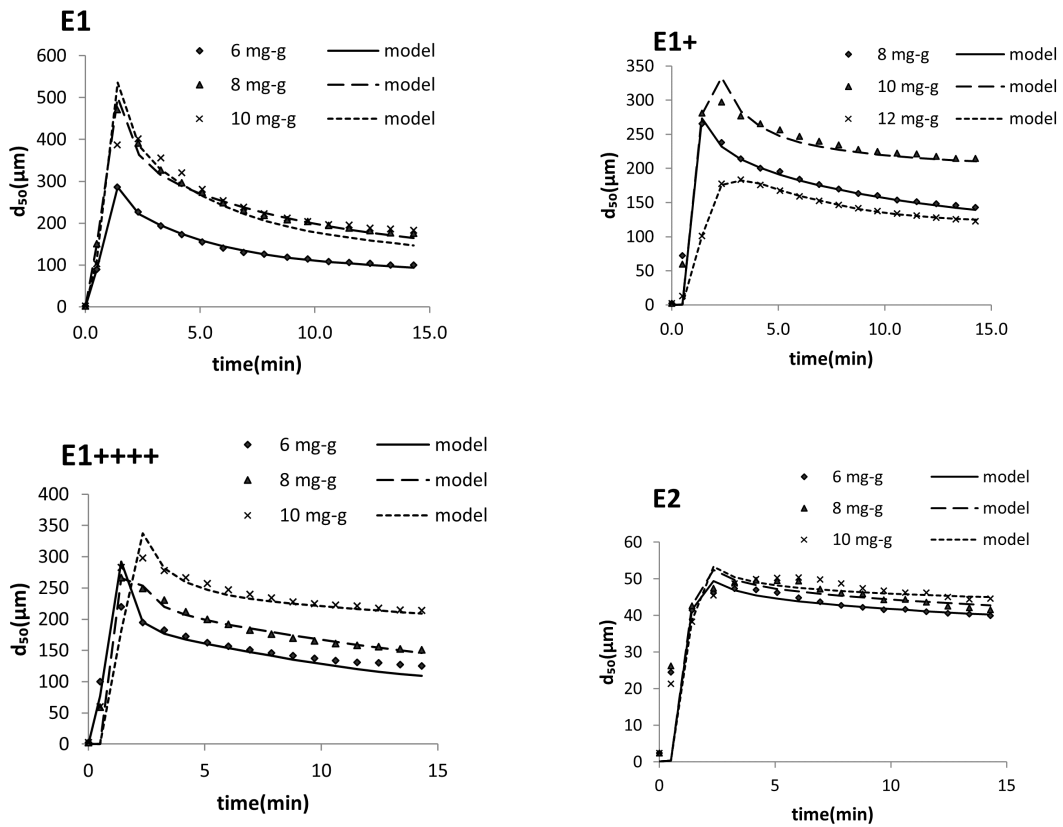 E1
6 mg-g model
8 mg-g model
10 mg-g model
600
500
400
300
200
100
0
d50(µm)
0.0 5.0 10.0 15.0
time(min)
E1+
8 mg-g model
10 mg-g model
12 mg-g model
350
300
250
200
150
100
50
0
d50(µm)
0.0 5.0 10.0 15.0
time(min)
E1++++
6 mg-g model
8 mg-g model
10 mg-g model
400
350
300
250
200
150
100
50
0
d50(µm)
0 5 10 15
time(min)
E2
6 mg-g model
8 mg-g model
10 mg-g model
60
50
40
30
20
10
0
d50(µm)
0 5 10 15
time(min)